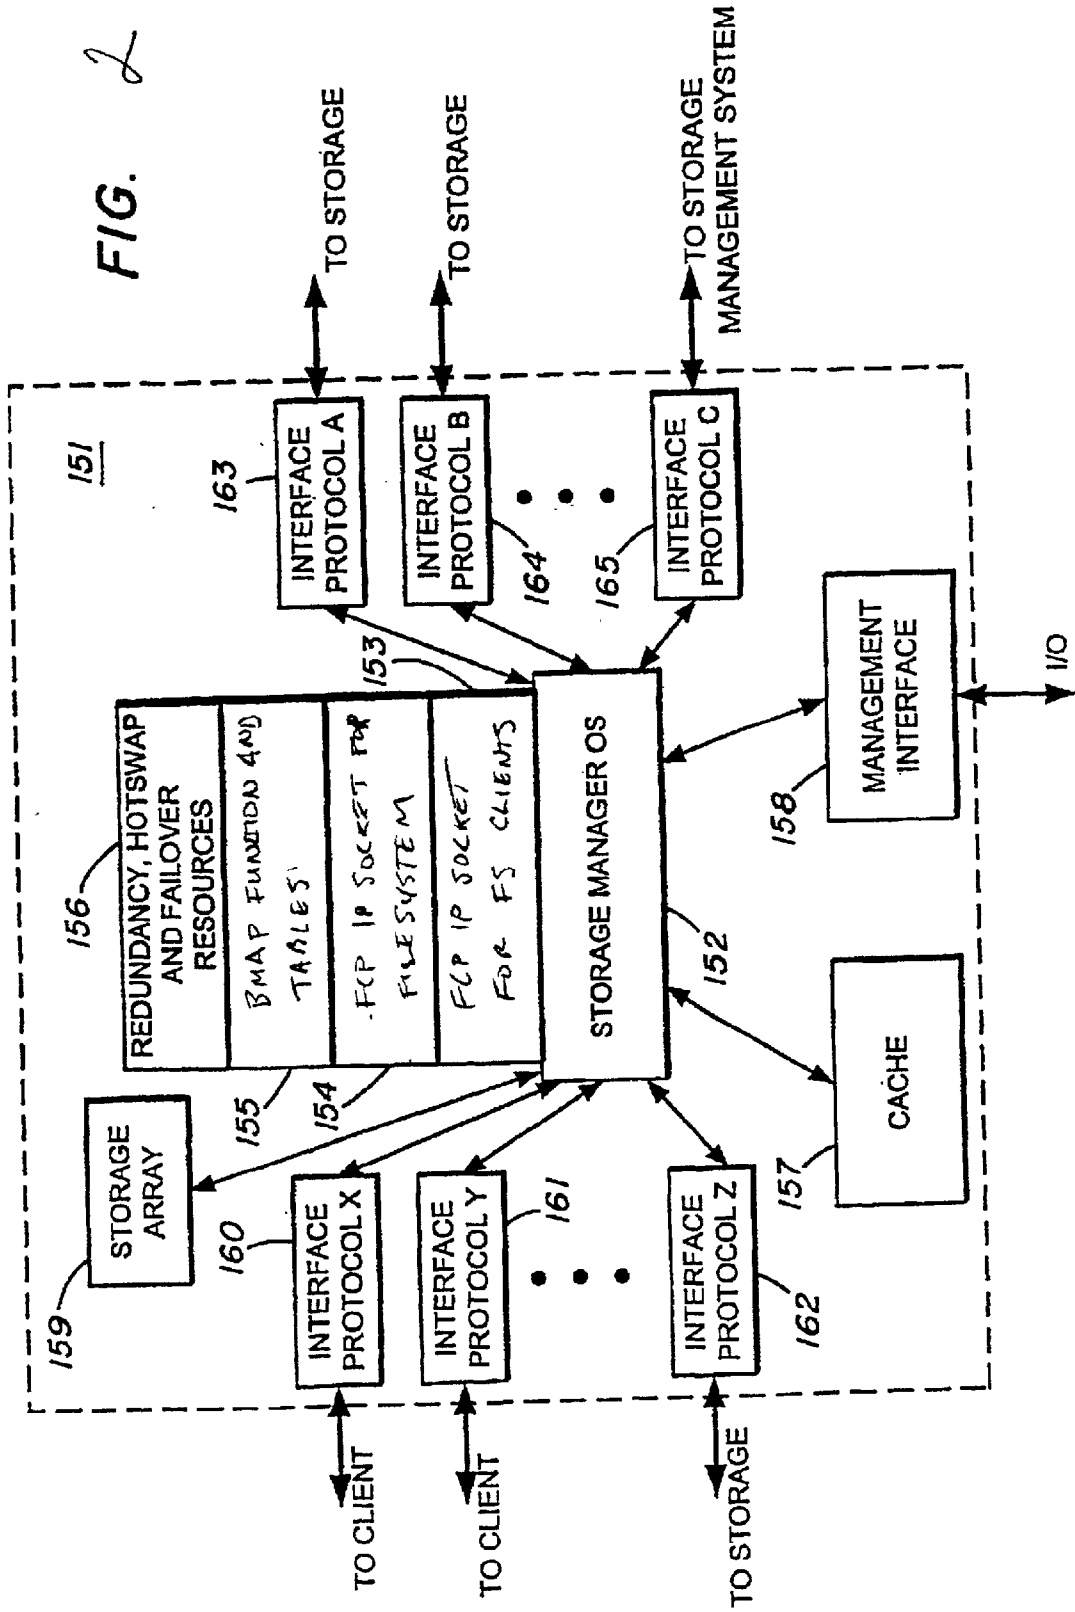 FIG. 2
151
156
REDUNDANCY, HOTSWAP
AND FAILOVER
RESOURCES
BMAP FUNCTION AND
TABLES
FCP IP SOCKET FOR
FILESYSTEM
FCP IP SOCKET
FOR FS CLIENTS
155
154
153
STORAGE MANAGER OS
152
159
STORAGE
ARRAY
160
INTERFACE
PROTOCOL X
TO CLIENT
161
INTERFACE
PROTOCOL Y
TO CLIENT
162
INTERFACE
PROTOCOL Z
TO STORAGE
163
INTERFACE
PROTOCOL A
TO STORAGE
164
INTERFACE
PROTOCOL B
TO STORAGE
165
INTERFACE
PROTOCOL C
TO STORAGE
MANAGEMENT SYSTEM
157
CACHE
158
MANAGEMENT
INTERFACE
I/O